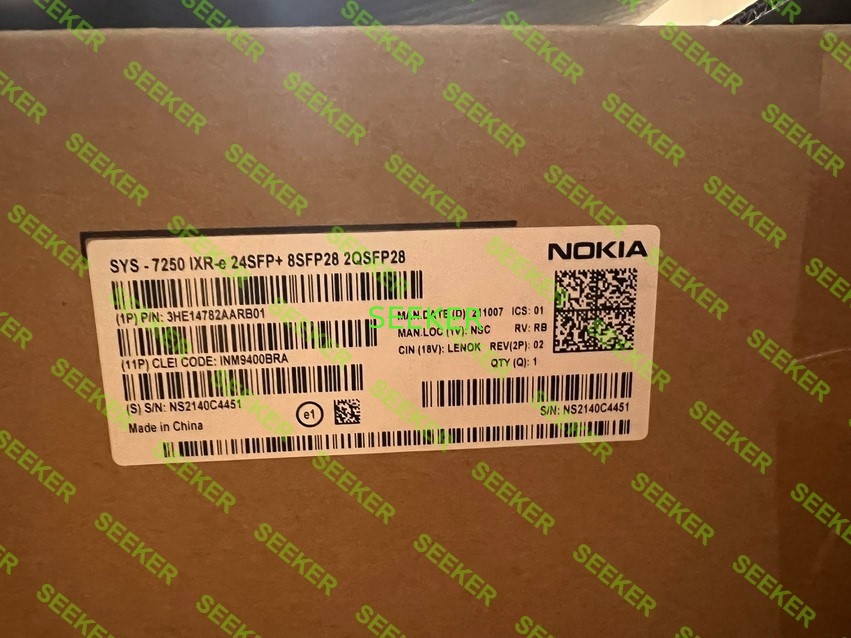 SYS - 7250 IXR-e 24SFP+ 8SFP28 2QSFP28
NOKIA
(1P) P/N: 3HE14782AARB01
ICS: 01
MAN.LOC (1V): NSC RV: RB
(11P) CLEI CODE: INM9400BRA
CIN (18V): LENOK REV(2P): 02
QTY (Q): 1
(S) S/N: NS2140C4451
e1
S/N: NS2140C4451
Made in China
SEEKER